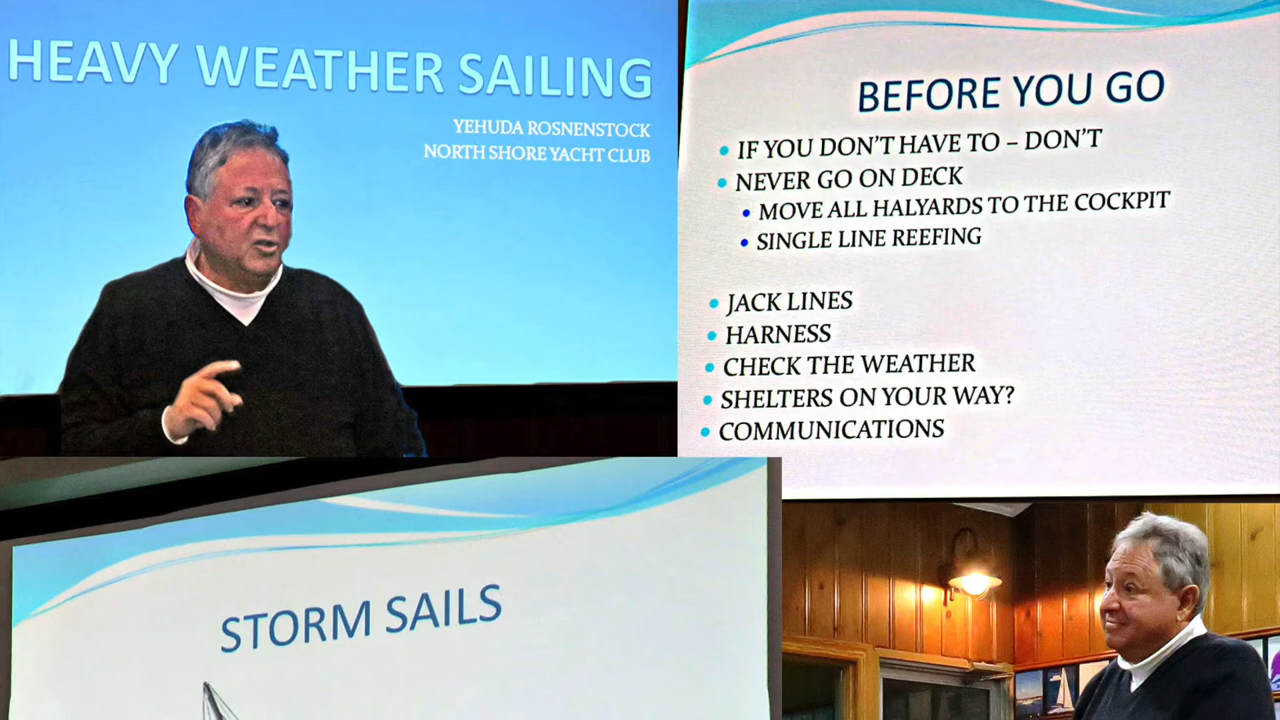 HEAVY WEATHER SAILING
YEHUDA ROSNENSTOCK
NORTH SHORE YACHT CLUB
BEFORE YOU GO
• IF YOU DON'T HAVE TO – DON'T
• NEVER GO ON DECK
• MOVE ALL HALYARDS TO THE COCKPIT
• SINGLE LINE REEFING
• JACK LINES
• HARNESS
• CHECK THE WEATHER
• SHELTERS ON YOUR WAY?
• COMMUNICATIONS
STORM SAILS